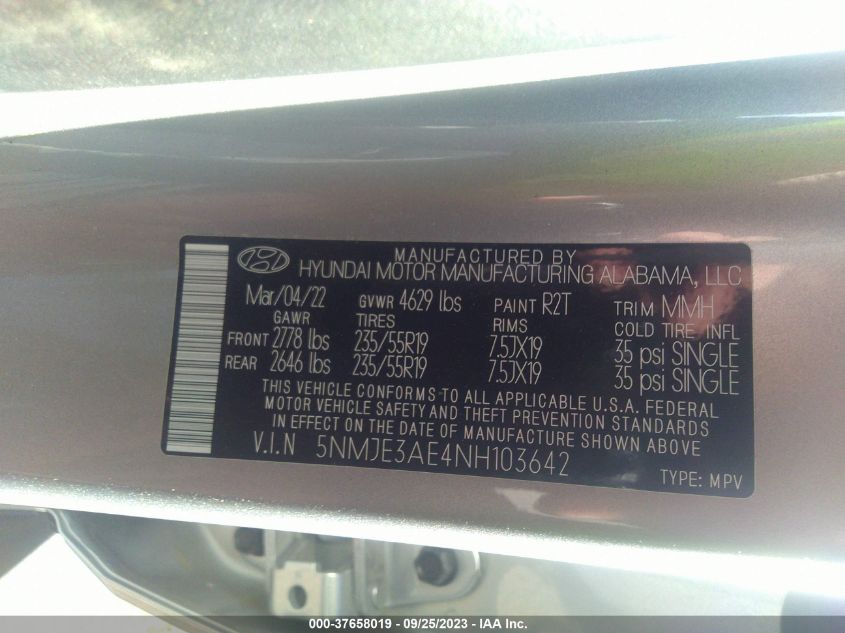 MANUFACTURED BY
HYUNDAI MOTOR MANUFACTURING ALABAMA, LLC
Mar/04/22 GVWR 4629 lbs PAINT R2T TRIM MMH
GAWR TIRES RIMS COLD TIRE INFL
FRONT 2778 lbs 235/55R19 7.5JX19 35 psi SINGLE
REAR 2646 lbs 235/55R19 7.5JX19 35 psi SINGLE
THIS VEHICLE CONFORMS TO ALL APPLICABLE U.S.A. FEDERAL
MOTOR VEHICLE SAFETY AND THEFT PREVENTION STANDARDS
IN EFFECT ON THE DATE OF MANUFACTURE SHOWN ABOVE
V.I.N 5NMJE3AE4NH103642
TYPE: MPV
000-37658019 - 09/25/2023 - IAA Inc.